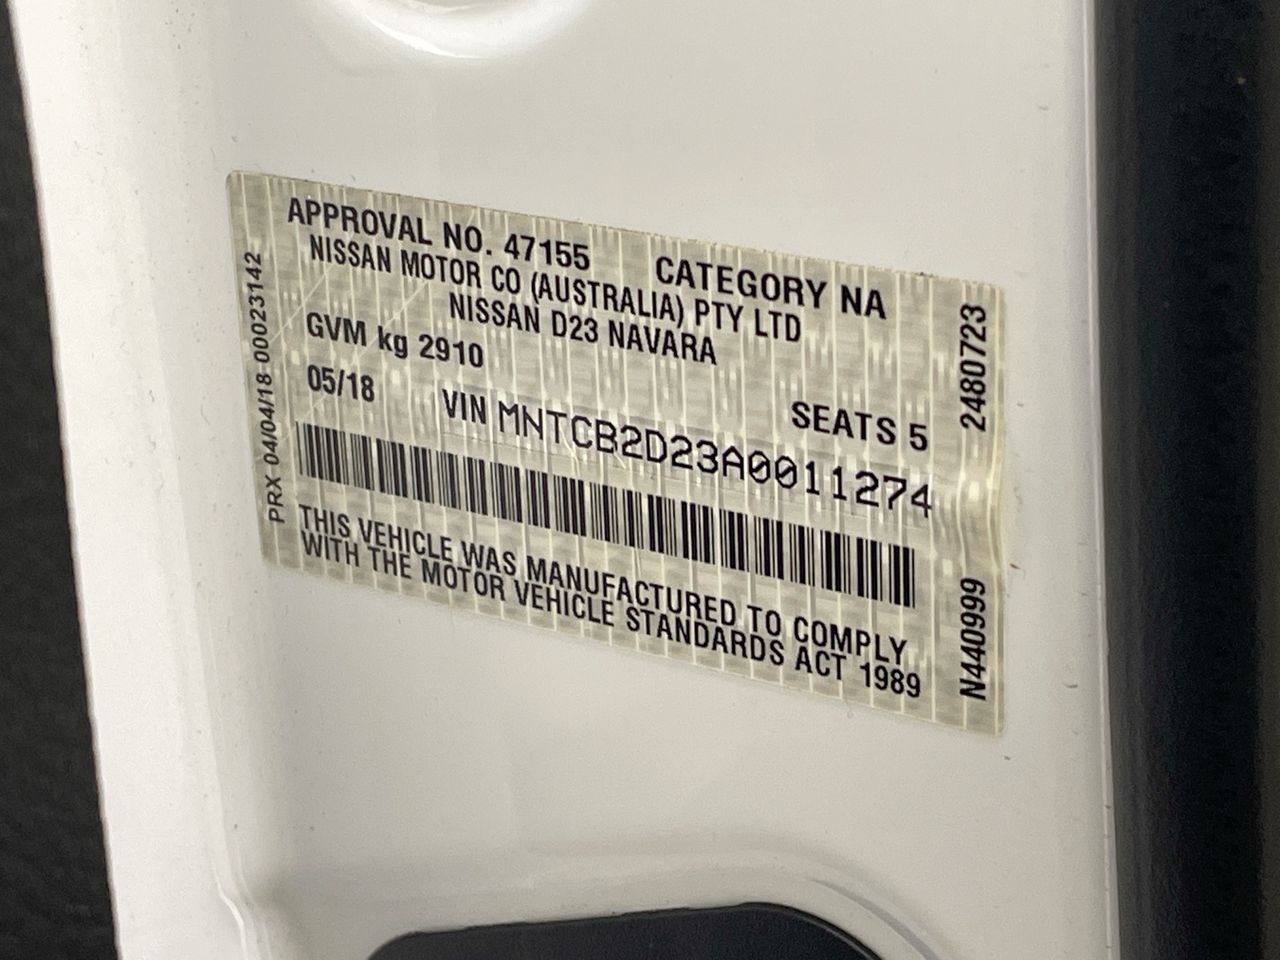 APPROVAL NO. 47155 CATEGORY NA
NISSAN MOTOR CO (AUSTRALIA) PTY LTD
NISSAN D23 NAVARA
GVM kg 2910 SEATS 5
05/18 VIN MNTCB2D23A0011274
THIS VEHICLE WAS MANUFACTURED TO COMPLY
WITH THE MOTOR VEHICLE STANDARDS ACT 1989
PRX 04/04/18 00023142
N440999 2480723